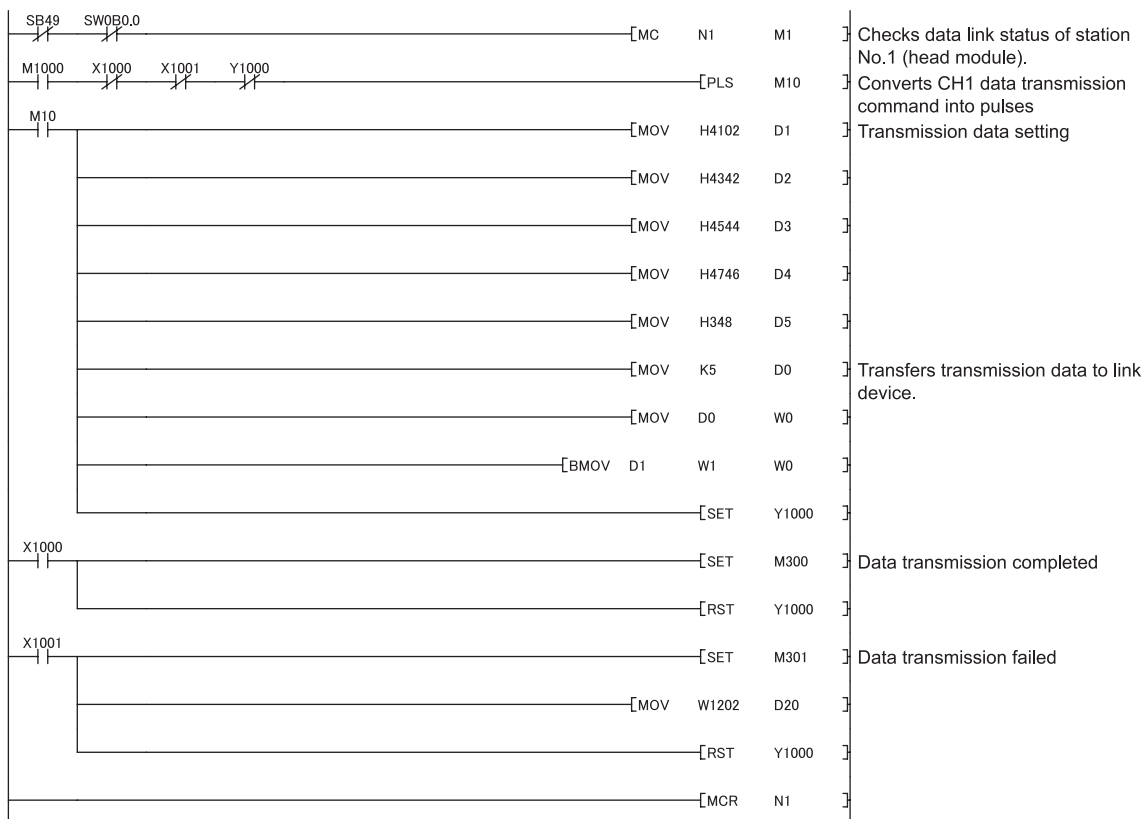 SB49 SW0B0.0
MC N1 M1 Checks data link status of station
No.1 (head module).
M1000 X1000 X1001 Y1000
PLS M10 Converts CH1 data transmission
command into pulses
M10
MOV H4102 D1 Transmission data setting
MOV H4342 D2
MOV H4544 D3
MOV H4746 D4
MOV H348 D5
MOV K5 D0 Transfers transmission data to link
device.
MOV D0 W0
BMOV D1 W1 W0
SET Y1000
X1000
SET M300 Data transmission completed
RST Y1000
X1001
SET M301 Data transmission failed
MOV W1202 D20
RST Y1000
MCR N1